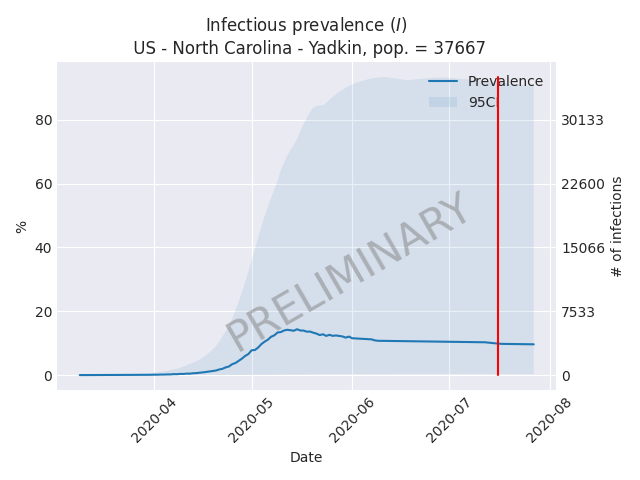 Infectious prevalence (I)
US - North Carolina - Yadkin, pop. = 37667
Prevalence
95CI
80
60
40
20
0
%
30133
22600
15066
7533
0
# of infections
PRELIMINARY
2020-04
2020-05
2020-06
2020-07
2020-08
Date